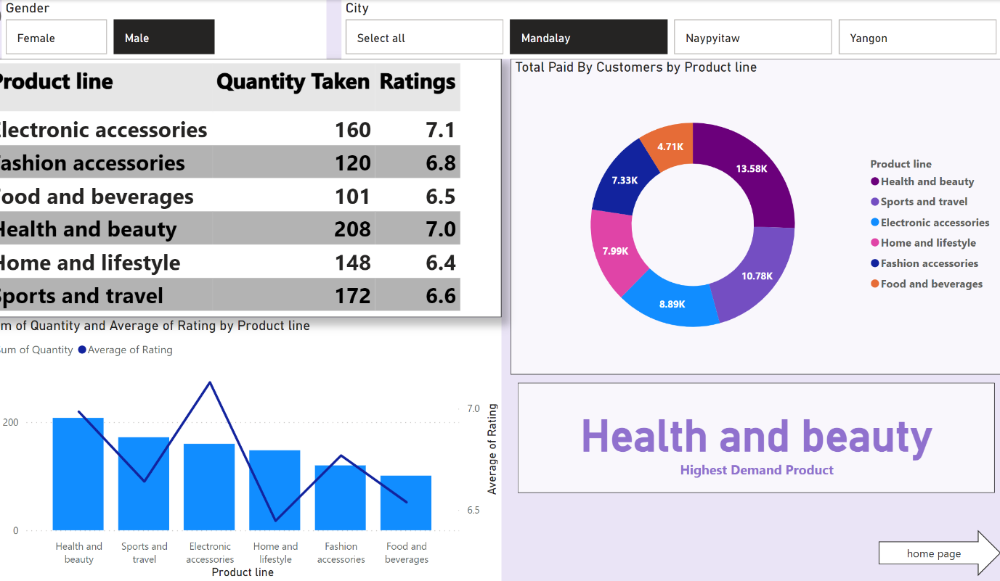 Gender
Female
Male
City
Select all
Mandalay
Naypyitaw
Yangon
Product line Quantity Taken Ratings
Electronic accessories 160 7.1
Fashion accessories 120 6.8
Food and beverages 101 6.5
Health and beauty 208 7.0
Home and lifestyle 148 6.4
Sports and travel 172 6.6
Total Paid By Customers by Product line
13.58K
10.78K
8.89K
7.99K
7.33K
4.71K
Product line
Health and beauty
Sports and travel
Electronic accessories
Home and lifestyle
Fashion accessories
Food and beverages
m of Quantity and Average of Rating by Product line
um of Quantity Average of Rating
200
0
7.0
6.5
Average of Rating
Health and
beauty
Sports and
travel
Electronic
accessories
Home and
lifestyle
Fashion
accessories
Food and
beverages
Product line
Health and beauty
Highest Demand Product
home page